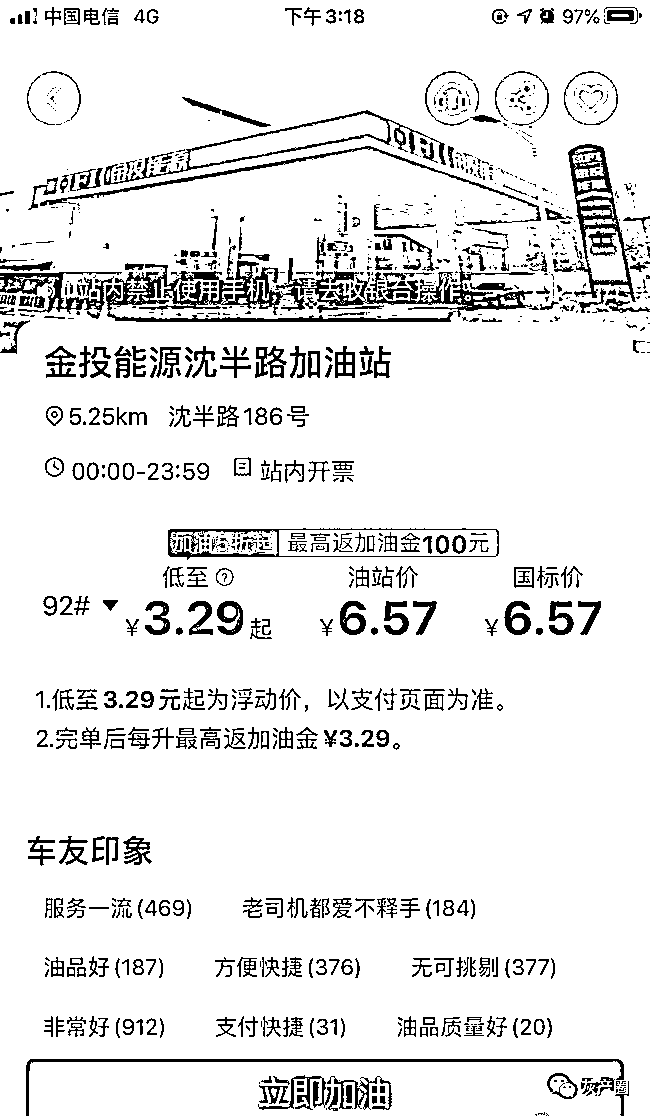 中国电信 4G 下午3:18 97%
站内禁止使用手机，请去收银台操作
金投能源沈半路加油站
5.25km 沈半路186号
00:00-23:59 站内开票
加油5折起 最高返加油金100元
低至 油站价 国标价
92# ¥3.29起 ¥6.57 ¥6.57
1.低至3.29元起为浮动价，以支付页面为准。
2.完单后每升最高返加油金¥3.29。
车友印象
服务一流(469) 老司机都爱不释手(184)
油品好(187) 方便快捷(376) 无可挑剔(377)
非常好(912) 支付快捷(31) 油品质量好(20)
立即加油
灰产圈